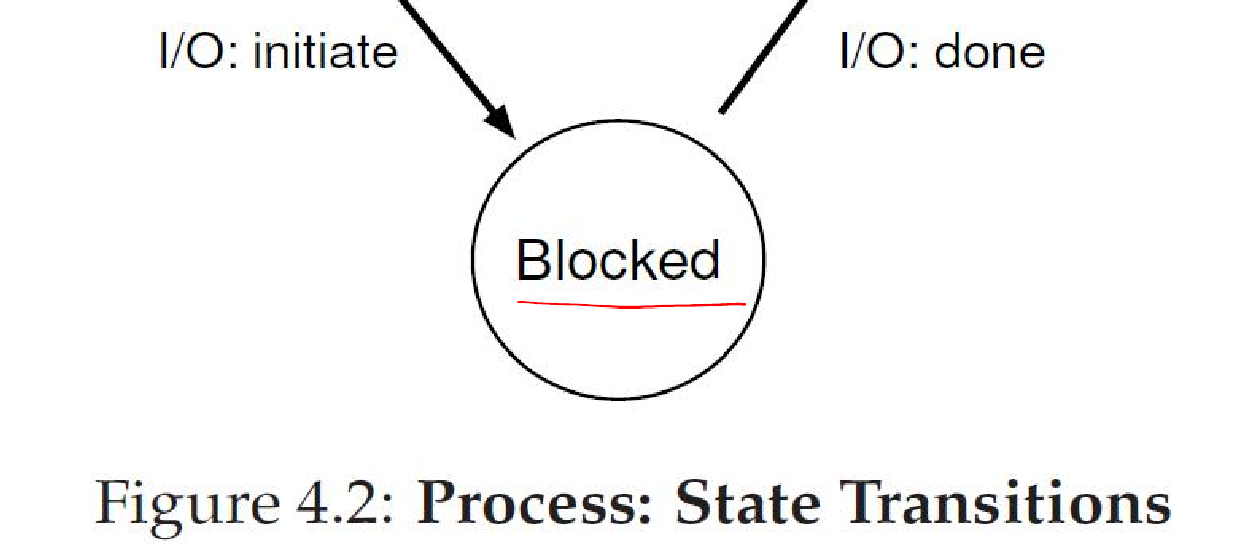 I/O: initiate
I/O: done
Blocked
Figure 4.2: Process: State Transitions